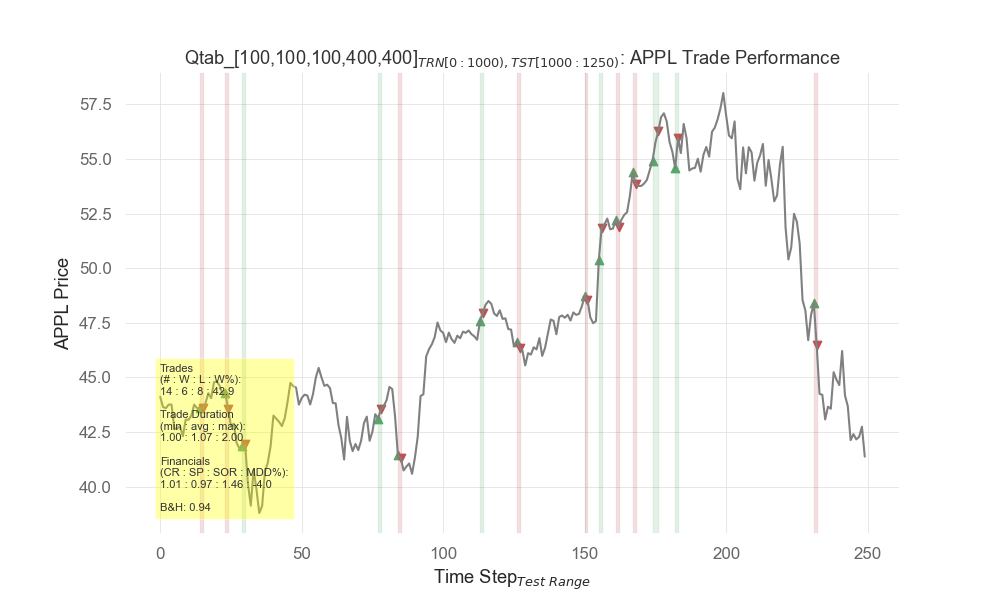 Qtab_[100,100,100,400,400]TRN[0 : 1000), TST[1000 : 1250): APPL Trade Performance
57.5
55.0
52.5
50.0
47.5
45.0
42.5
40.0
APPL Price
Trades
(# : W : L : W%):
14 : 6 : 8 : 42.9
Trade Duration
(min : avg : max):
1.00 : 1.07 : 2.00
Financials
(CR : SP : SOR : MDD%):
1.01 : 0.97 : 1.46 : -4.0
B&H: 0.94
0 50 100 150 200 250
Time Step Test Range